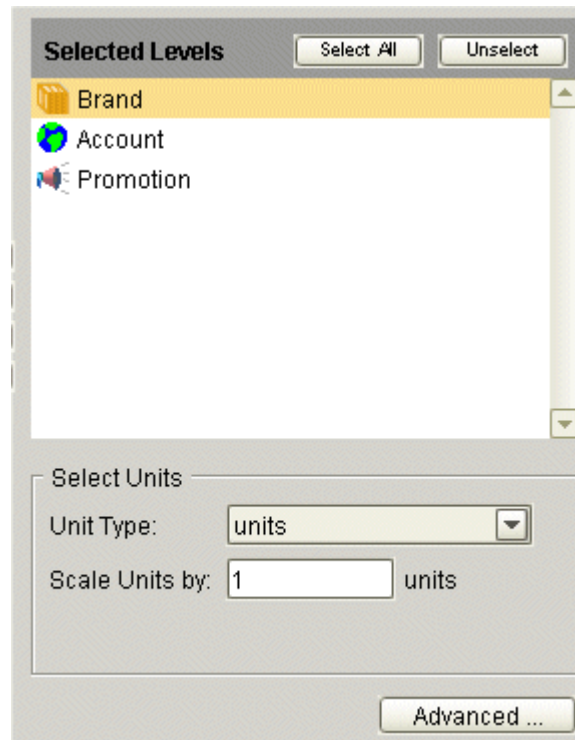 Selected Levels Select All Unselect
Brand
Account
Promotion
Select Units
Unit Type: units
Scale Units by: 1 units
Advanced ...